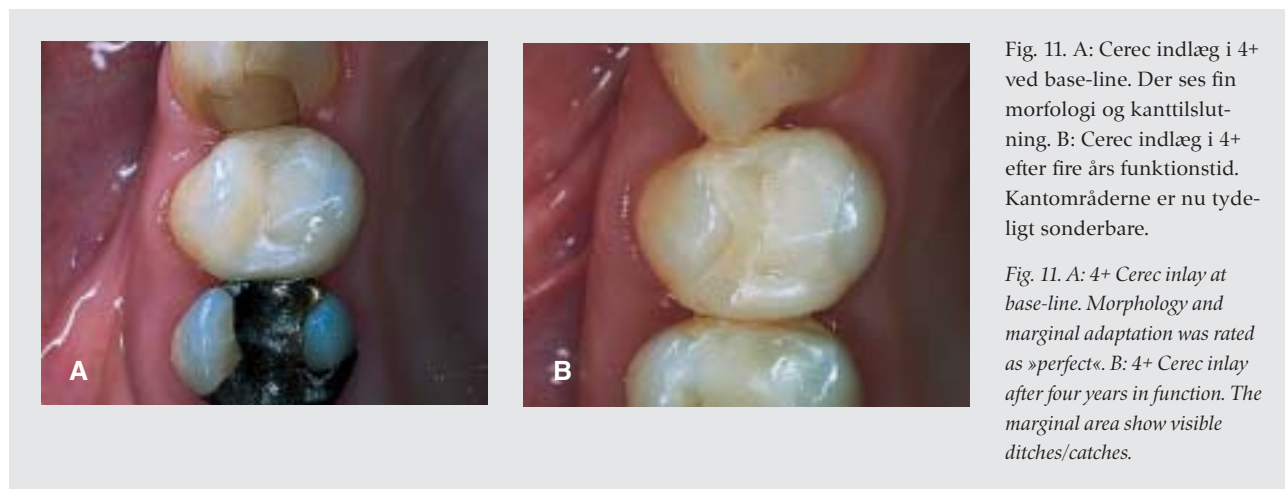 A
B
Fig. 11. A: Cerec indlæg i 4+
ved base-line. Der ses fin
morfologi og kanttilslut-
ning. B: Cerec indlæg i 4+
efter fire års funktionstid.
Kantområderne er nu tyde-
ligt sonderbare.
Fig. 11. A: 4+ Cerec inlay at
base-line. Morphology and
marginal adaptation was rated
as »perfect«. B: 4+ Cerec inlay
after four years in function. The
marginal area show visible
ditches/catches.